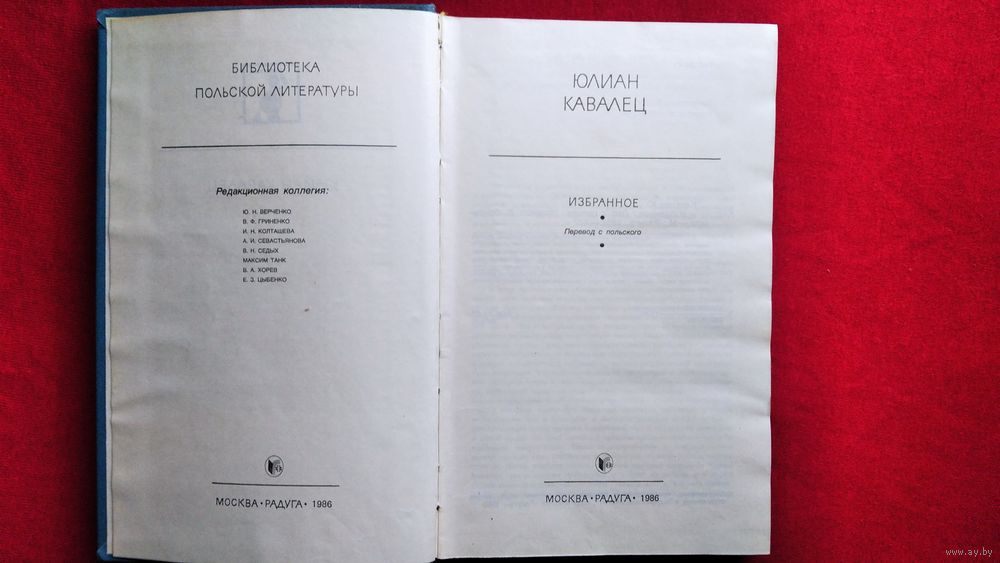 БИБЛИОТЕКА
ПОЛЬСКОЙ ЛИТЕРАТУРЫ
Редакционная коллегия:
Ю. Н. ВЕРЧЕНКО
В. Ф. ГРИНЕНКО
И. Н. КОЛТАШЕВА
А. И. СЕВАСТЬЯНОВА
В. Н. СЕДЫХ
МАКСИМ ТАНК
В. А. ХОРЕВ
Е. З. ЦЫБЕНКО
МОСКВА • РАДУГА • 1986
ЮЛИАН
КАВАЛЕЦ
ИЗБРАННОЕ
•
Перевод с польского
•
МОСКВА • РАДУГА • 1986
www.ay.by